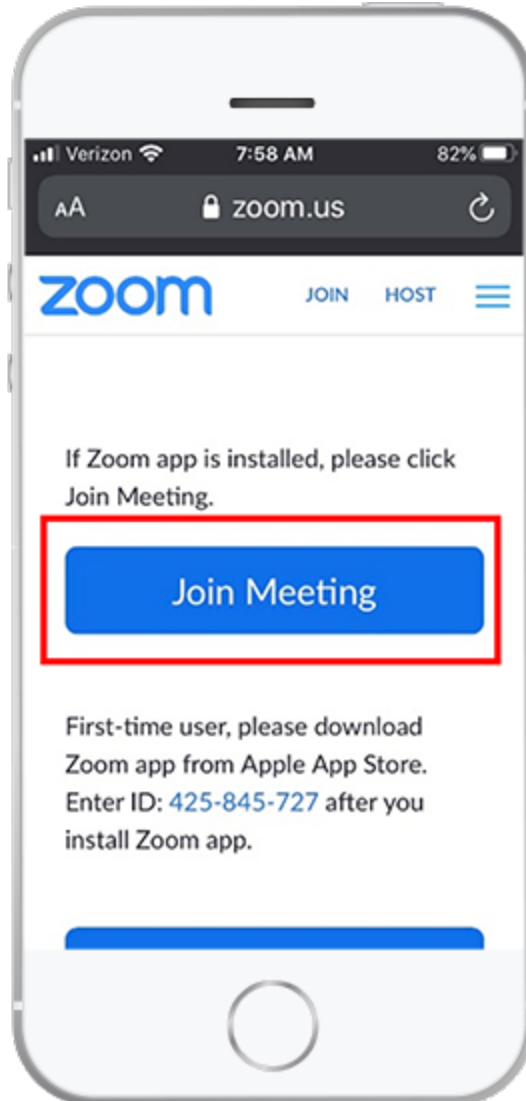 Verizon 7:58 AM 82%
AA zoom.us
zoom JOIN HOST
If Zoom app is installed, please click
Join Meeting.
Join Meeting
First-time user, please download
Zoom app from Apple App Store.
Enter ID: 425-845-727 after you
install Zoom app.